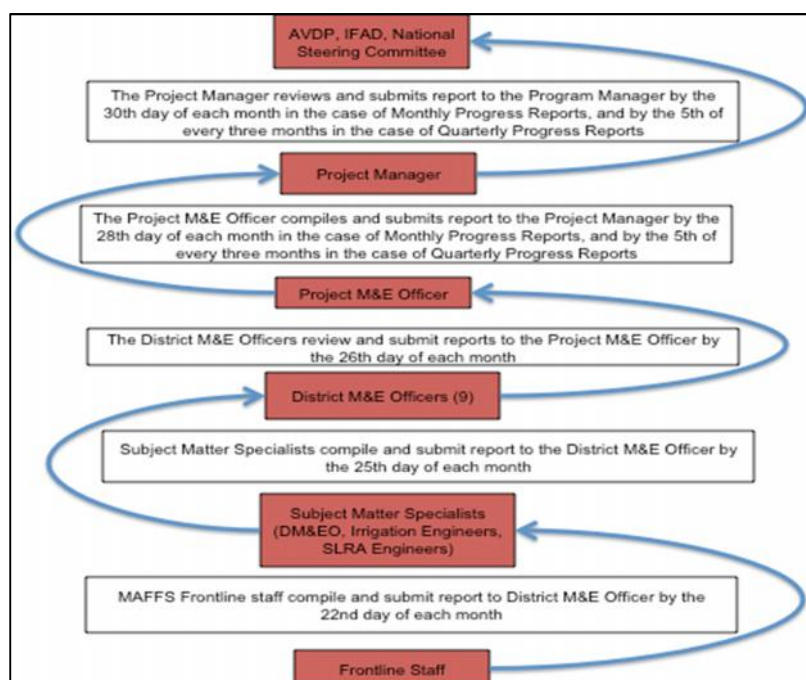 AVDP, IFAD, National
Steering Committee
The Project Manager reviews and submits report to the Program Manager by the
30th day of each month in the case of Monthly Progress Reports, and by the 5th of
every three months in the case of Quarterly Progress Reports
Project Manager
The Project M&E Officer compiles and submits report to the Project Manager by the
28th day of each month in the case of Monthly Progress Reports, and by the 5th of
every three months in the case of Quarterly Progress Reports
Project M&E Officer
The District M&E Officers review and submit reports to the Project M&E Officer by
the 26th day of each month
District M&E Officers (9)
Subject Matter Specialists compile and submit report to the District M&E Officer by
the 25th day of each month
Subject Matter Specialists
(DM&EO, Irrigation Engineers,
SLRA Engineers)
MAFFS Frontline staff compile and submit report to District M&E Officer by the
22nd day of each month
Frontline Staff